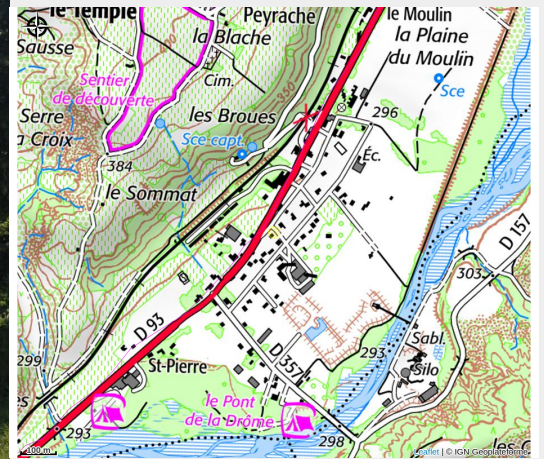 le Temple
Peyrache
le Moulin
la Blache
la Plaine
du Moulin
Sausse
Cim.
Sentier
de découverte
Sce
350
Serre
les Broues
296
Croix
Sce capt.
Éc.
384
le Sommat
D 157
303
D 93
293
Sabl.
299
St-Pierre
D 357
Silo
le Pont
de la Drôme
293
298
les C
100 m
Leaflet | © IGN Geoplateforme